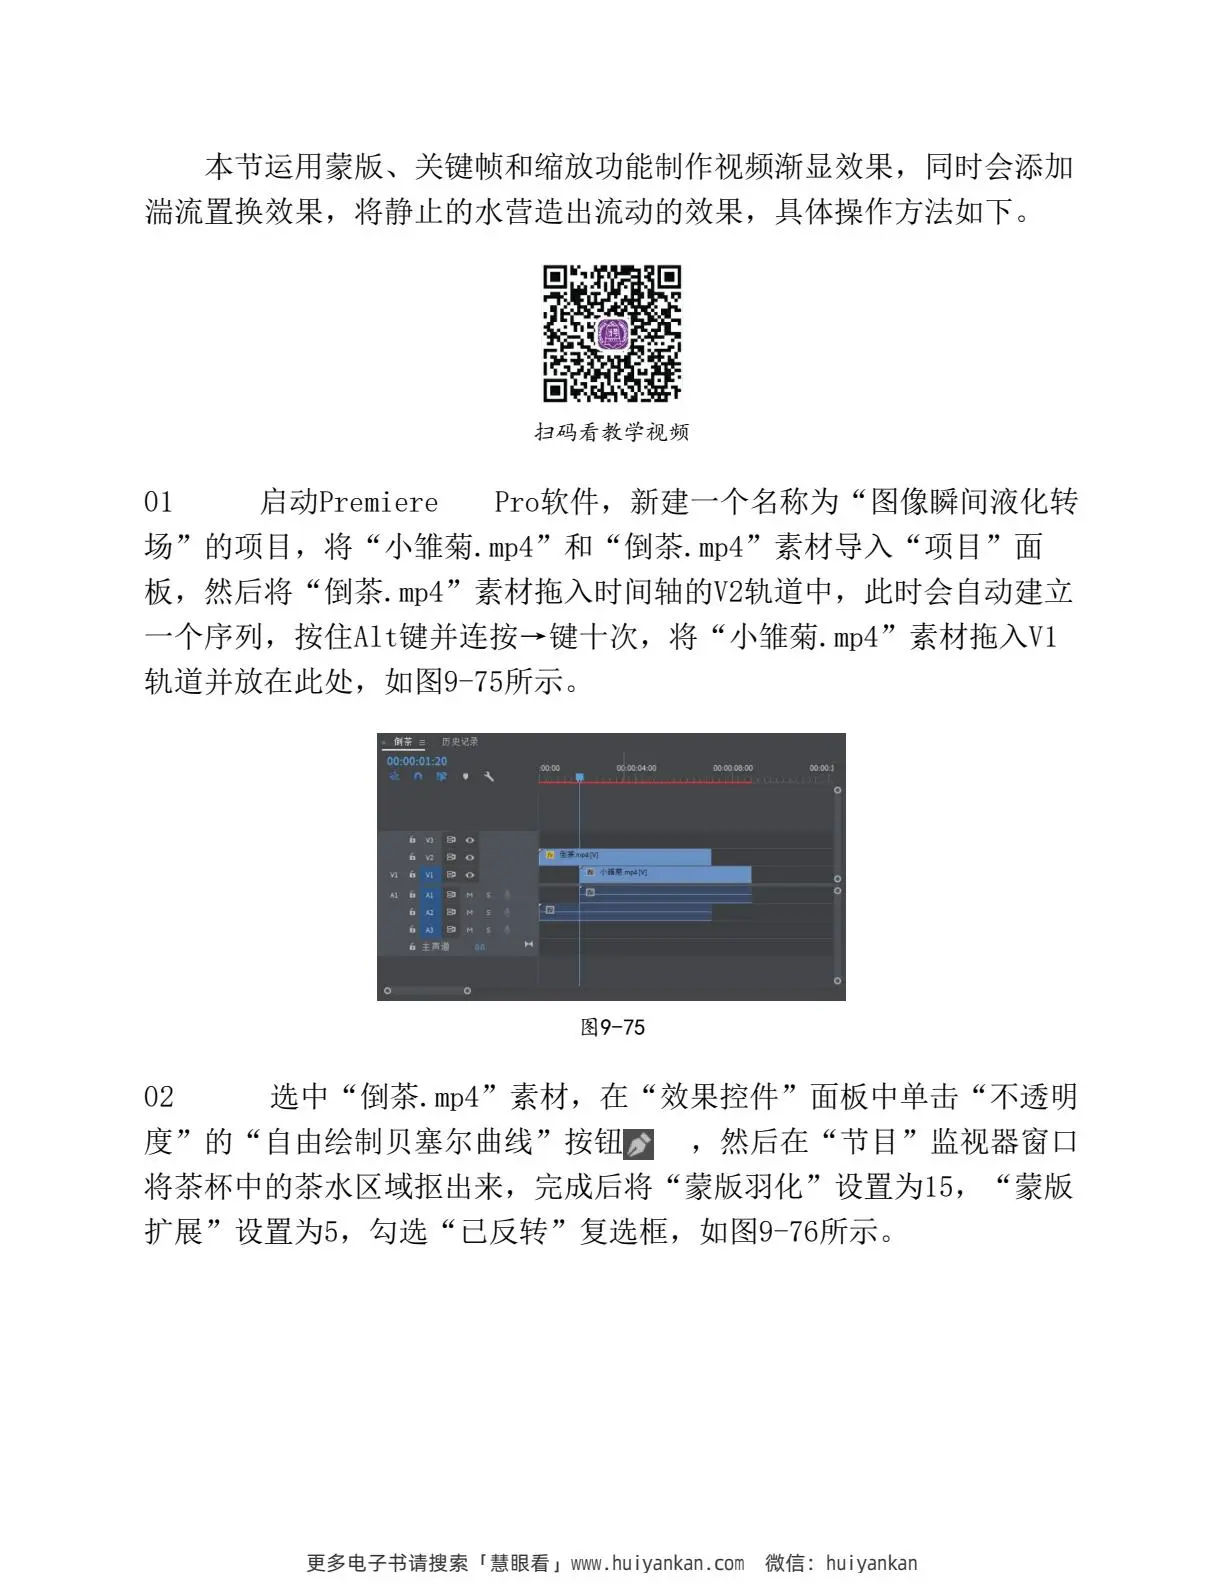 本节运用蒙版、关键帧和缩放功能制作视频渐显效果，同时会添加
湍流置换效果，将静止的水营造出流动的效果，具体操作方法如下。
扫码看教学视频
01 启动Premiere Pro软件，新建一个名称为“图像瞬间液化转
场”的项目，将“小雏菊.mp4”和“倒茶.mp4”素材导入“项目”面
板，然后将“倒茶.mp4”素材拖入时间轴的V2轨道中，此时会自动建立
一个序列，按住Alt键并连按→键十次，将“小雏菊.mp4”素材拖入V1
轨道并放在此处，如图9-75所示。
倒茶 历史记录
00:00:01:20
:00:00 00:00:04:00 00:00:08:00 00:00:1
V3
V2 倒茶.mp4[V]
V1 V1 小雏菊.mp4[V]
A1 A1 M S
A2 M S
A3 M S
主声道 0.0
图9-75
02 选中“倒茶.mp4”素材，在“效果控件”面板中单击“不透明
度”的“自由绘制贝塞尔曲线”按钮，然后在“节目”监视器窗口
将茶杯中的茶水区域抠出来，完成后将“蒙版羽化”设置为15，“蒙版
扩展”设置为5，勾选“已反转”复选框，如图9-76所示。
更多电子书请搜索「慧眼看」www.huiyankan.com 微信：huiyankan